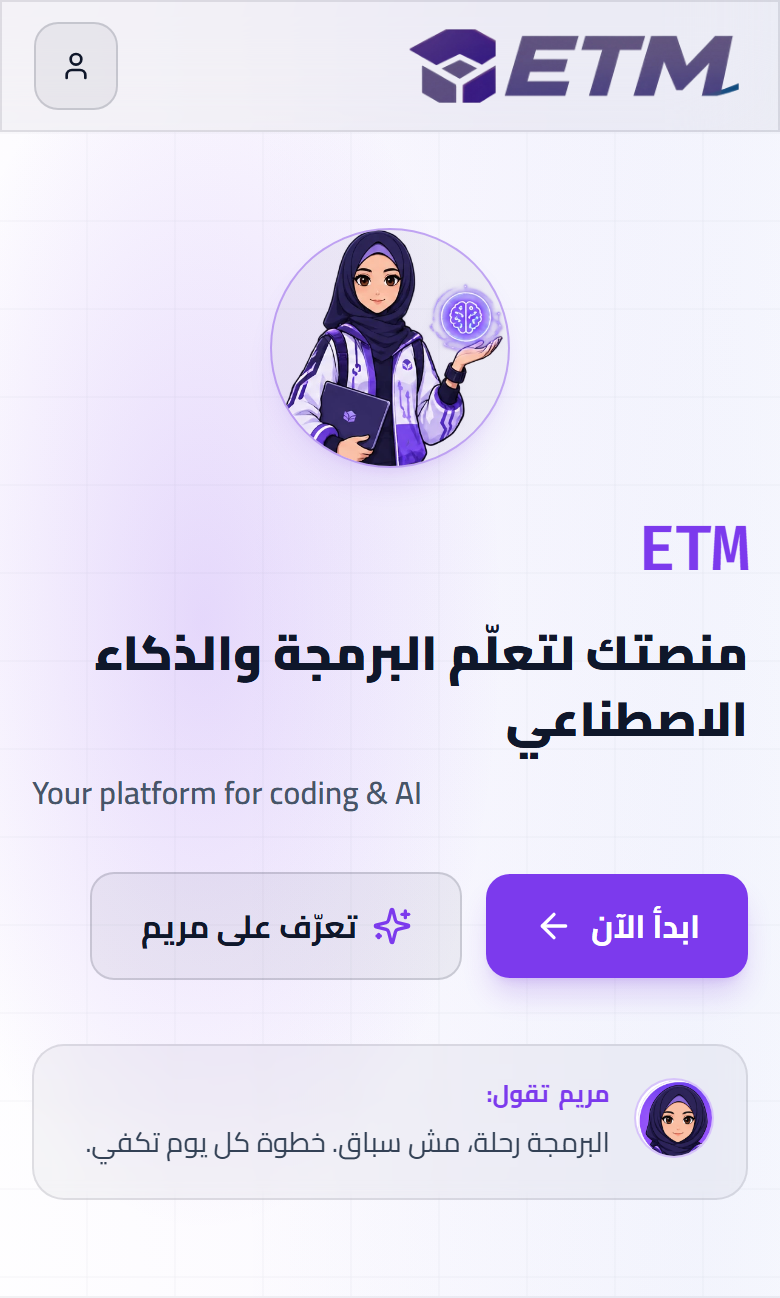 ETM
ETM
منصتك لتعلّم البرمجة والذكاء
الاصطناعي
Your platform for coding & AI
ابدأ الآن
تعرّف على مريم
مريم تقول:
البرمجة رحلة، مش سباق. خطوة كل يوم تكفي.